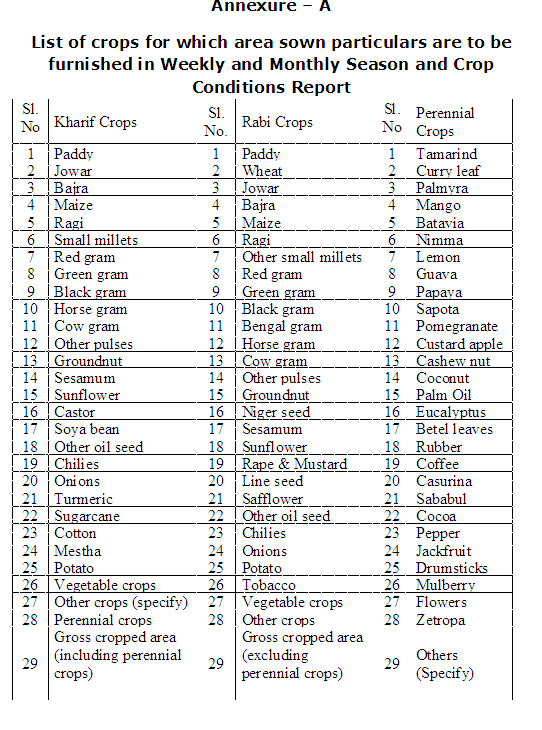 Annexure – A
List of crops for which area sown particulars are to be
furnished in Weekly and Monthly Season and Crop
Conditions Report
Sl. No Kharif Crops Sl. No. Rabi Crops Sl. No Perennial Crops
1 Paddy 1 Paddy 1 Tamarind
2 Jowar 2 Wheat 2 Curry leaf
3 Bajra 3 Jowar 3 Palmyra
4 Maize 4 Bajra 4 Mango
5 Ragi 5 Maize 5 Batavia
6 Small millets 6 Ragi 6 Nimma
7 Red gram 7 Other small millets 7 Lemon
8 Green gram 8 Red gram 8 Guava
9 Black gram 9 Green gram 9 Papaya
10 Horse gram 10 Black gram 10 Sapota
11 Cow gram 11 Bengal gram 11 Pomegranate
12 Other pulses 12 Horse gram 12 Custard apple
13 Groundnut 13 Cow gram 13 Cashew nut
14 Sesamum 14 Other pulses 14 Coconut
15 Sunflower 15 Groundnut 15 Palm Oil
16 Castor 16 Niger seed 16 Eucalyptus
17 Soya bean 17 Sesamum 17 Betel leaves
18 Other oil seed 18 Sunflower 18 Rubber
19 Chilies 19 Rape & Mustard 19 Coffee
20 Onions 20 Line seed 20 Casurina
21 Turmeric 21 Safflower 21 Sababul
22 Sugarcane 22 Other oil seed 22 Cocoa
23 Cotton 23 Chilies 23 Pepper
24 Mestha 24 Onions 24 Jackfruit
25 Potato 25 Potato 25 Drumsticks
26 Vegetable crops 26 Tobacco 26 Mulberry
27 Other crops (specify) 27 Vegetable crops 27 Flowers
28 Perennial crops 28 Other crops 28 Zetropa
29 Gross cropped area (including perennial crops) 29 Gross cropped area (excluding perennial crops) 29 Others (Specify)